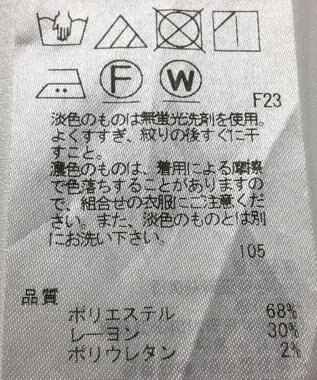 F
W
F23
淡色のものは無蛍光洗剤を使用。
よくすすぎ、絞りの後すぐに干
すこと。
濃色のものは、着用による摩擦
で色落ちすることがありますの
で、組合せの衣服にご注意くだ
さい。また、淡色のものとは別
にお洗い下さい。
105
品質
ポリエステル 68%
レーヨン 30%
ポリウレタン 2%